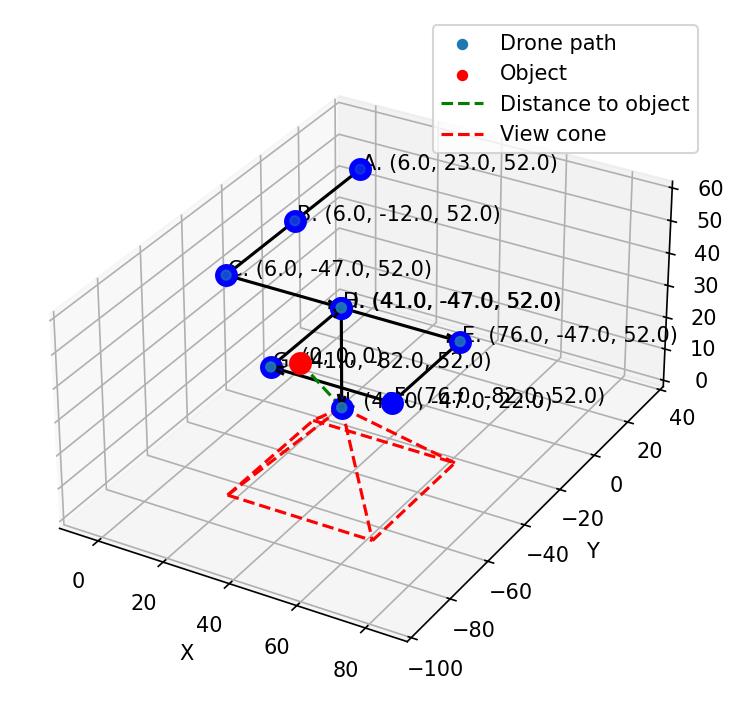 Drone path
Object
Distance to object
View cone
A. (6.0, 23.0, 52.0)
B. (6.0, -12.0, 52.0)
C. (6.0, -47.0, 52.0)
(41.0, -47.0, 52.0)
E. (76.0, -47.0, 52.0)
(0, 0, 0)
G. (41.0, -82.0, 52.0)
F. (76.0, -82.0, 52.0)
(41.0, -47.0, 22.0)
60
50
40
30
20
10
0
40
20
0
−20
−40
−60
−80
−100
Y
0
20
40
60
80
X